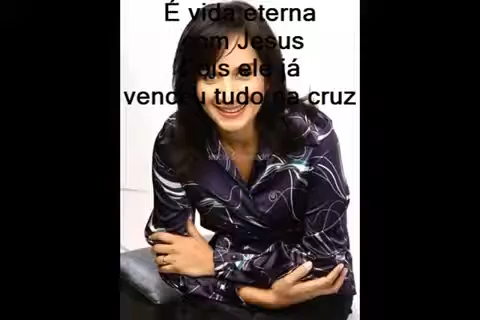 É vida eterna
com Jesus
Pois ele já
venceu tudo na cruz